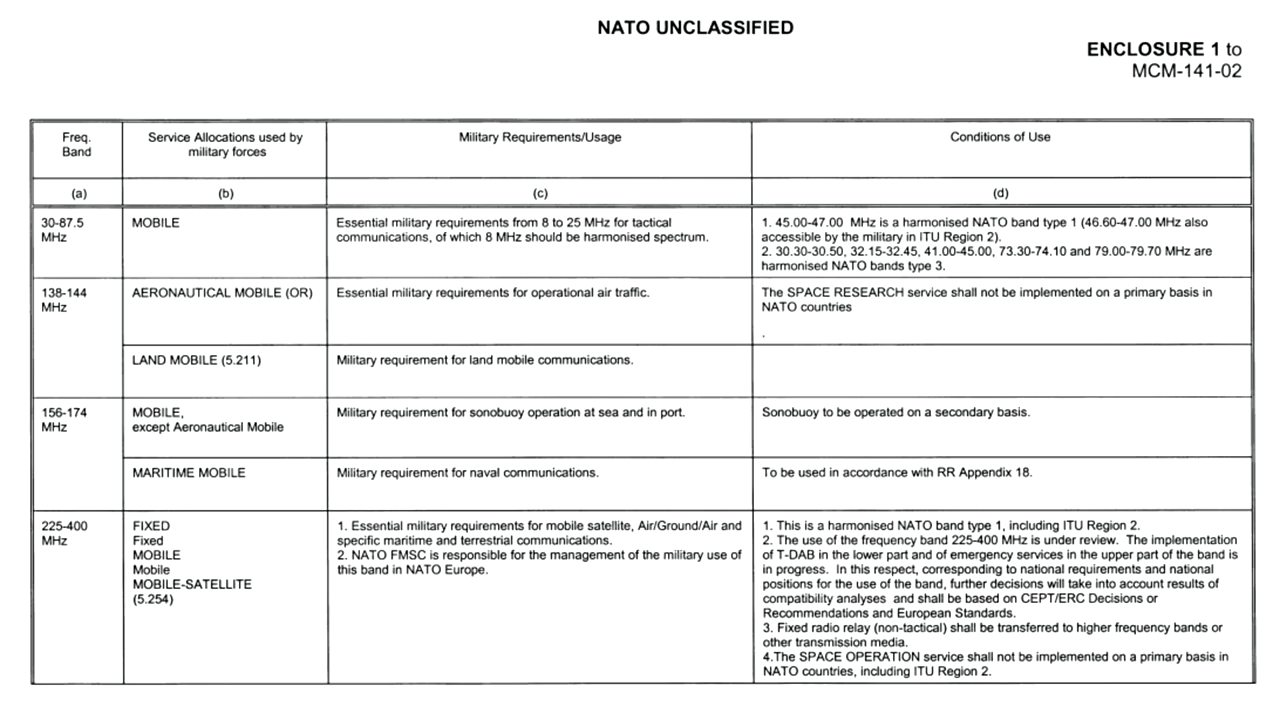 NATO UNCLASSIFIED
ENCLOSURE 1 to
MCM-141-02
Freq.
Band
Service Allocations used by
military forces
Military Requirements/Usage
Conditions of Use
(a)
(b)
(c)
(d)
30-87.5
MHz
MOBILE
Essential military requirements from 8 to 25 MHz for tactical
communications, of which 8 MHz should be harmonised spectrum.
1. 45.00-47.00 MHz is a harmonised NATO band type 1 (46.60-47.00 MHz also
accessible by the military in ITU Region 2).
2. 30.30-30.50, 32.15-32.45, 41.00-45.00, 73.30-74.10 and 79.00-79.70 MHz are
harmonised NATO bands type 3.
138-144
MHz
AERONAUTICAL MOBILE (OR)
Essential military requirements for operational air traffic.
The SPACE RESEARCH service shall not be implemented on a primary basis in
NATO countries
.
LAND MOBILE (5.211)
Military requirement for land mobile communications.
156-174
MHz
MOBILE,
except Aeronautical Mobile
Military requirement for sonobuoy operation at sea and in port.
Sonobuoy to be operated on a secondary basis.
MARITIME MOBILE
Military requirement for naval communications.
To be used in accordance with RR Appendix 18.
225-400
MHz
FIXED
Fixed
MOBILE
Mobile
MOBILE-SATELLITE
(5.254)
1. Essential military requirements for mobile satellite, Air/Ground/Air and
specific maritime and terrestrial communications.
2. NATO FMSC is responsible for the management of the military use of
this band in NATO Europe.
1. This is a harmonised NATO band type 1, including ITU Region 2.
2. The use of the frequency band 225-400 MHz is under review. The implementation
of T-DAB in the lower part and of emergency services in the upper part of the band is
in progress. In this respect, corresponding to national requirements and national
positions for the use of the band, further decisions will take into account results of
compatibility analyses and shall be based on CEPT/ERC Decisions or
Recommendations and European Standards.
3. Fixed radio relay (non-tactical) shall be transferred to higher frequency bands or
other transmission media.
4.The SPACE OPERATION service shall not be implemented on a primary basis in
NATO countries, including ITU Region 2.